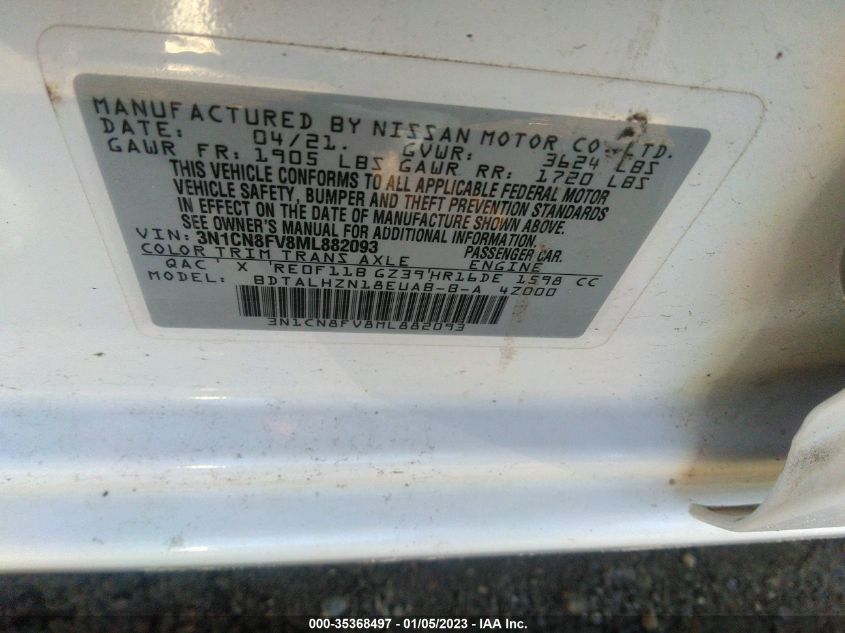 MANUFACTURED BY NISSAN MOTOR CO., LTD.
DATE: 04/21. GVWR: 3624 LBS
GAWR FR: 1905 LBS GAWR RR: 1720 LBS
THIS VEHICLE CONFORMS TO ALL APPLICABLE FEDERAL MOTOR
VEHICLE SAFETY, BUMPER AND THEFT PREVENTION STANDARDS
IN EFFECT ON THE DATE OF MANUFACTURE SHOWN ABOVE.
SEE OWNER'S MANUAL FOR ADDITIONAL INFORMATION.
VIN: 3N1CN8FV8ML882093 PASSENGER CAR.
COLOR TRIM TRANS AXLE ENGINE
QAC X RE0F11B GZ39 HR16DE 1598 CC
MODEL: BDTALHZN18EUAB-B-A 4Z000
3N1CN8FV8ML882093
000-35368497 - 01/05/2023 - © IAA Inc.